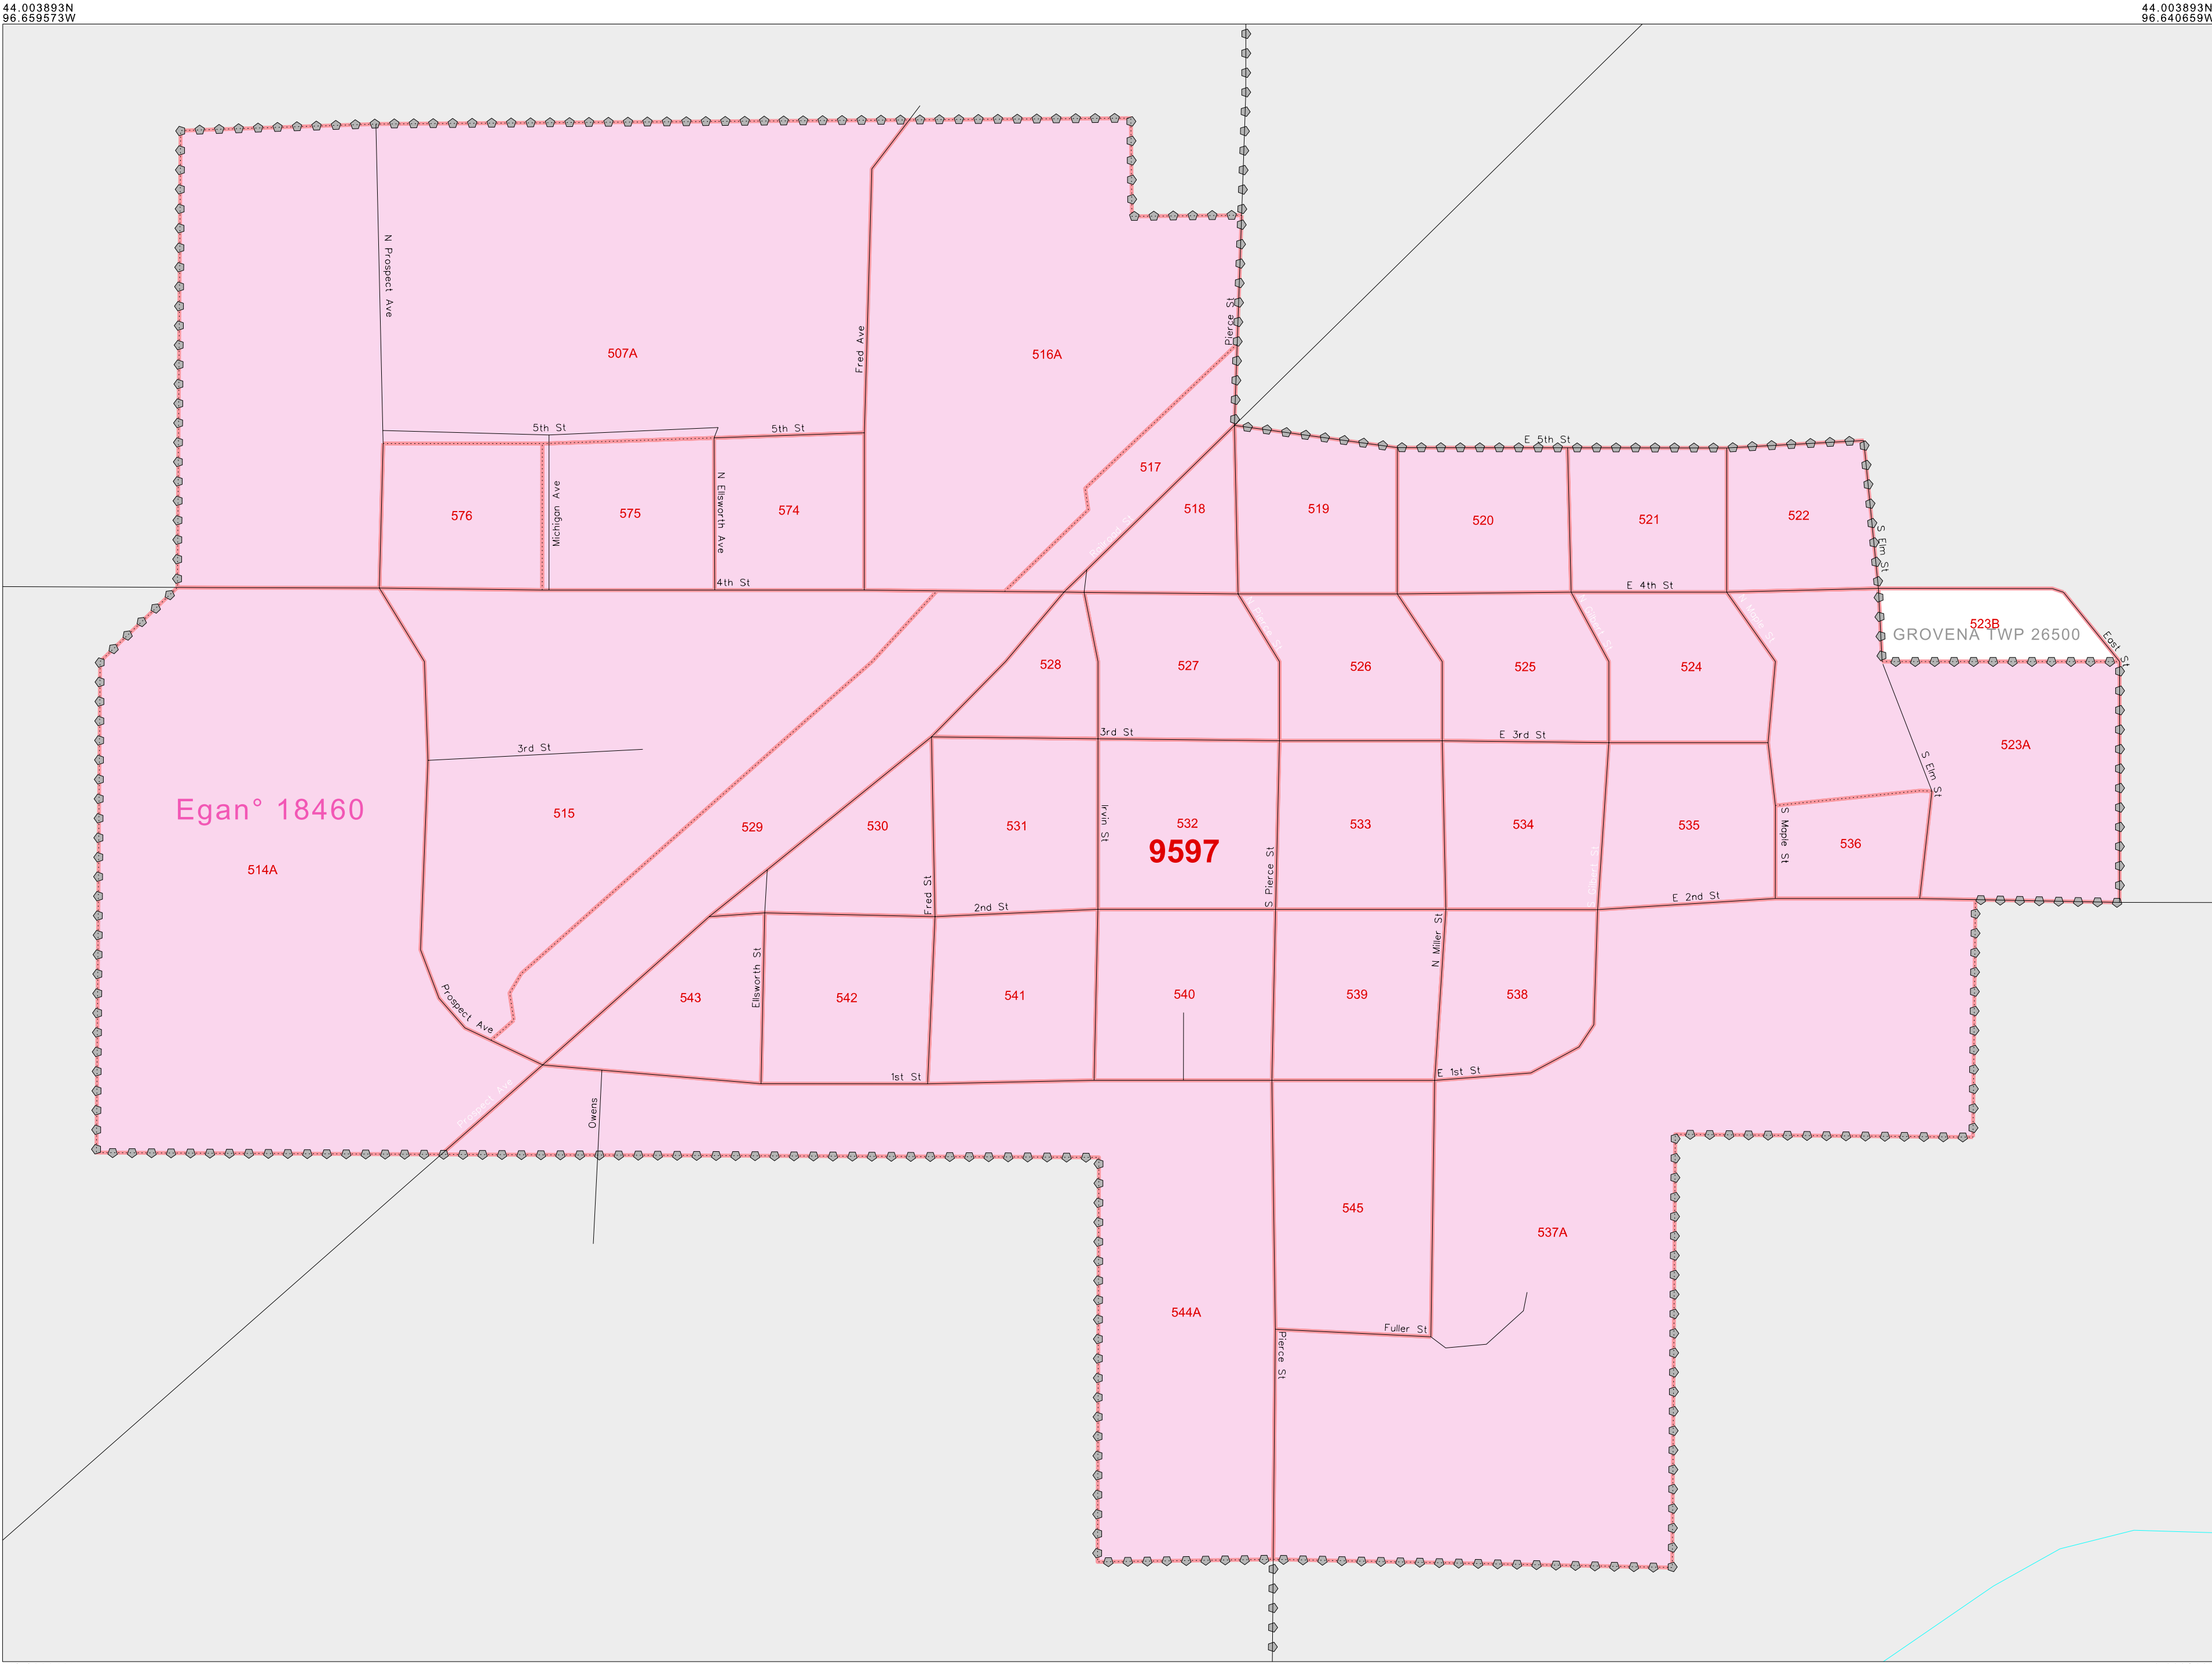 44.003893N
96.659573W
44.003893N
96.640659W
N Prospect Ave
Pierce St
Fred Ave
507A
516A
5th St
5th St
E 5th St
517
Michigan Ave
N Ellsworth Ave
518
519
520
521
522
576
575
574
S Elm St
4th St
E 4th St
523B
GROVENA TWP 26500
East St
528
527
526
525
524
3rd St
3rd St
E 3rd St
523A
S Elm St
Egan° 18460
515
529
530
531
Irvin St
532
9597
533
534
535
S Maple St
536
514A
S Pierce St
S Gilbert St
Fred St
2nd St
E 2nd St
N Miller St
Ellsworth St
543
542
541
540
539
538
Prospect Ave
1st St
E 1st St
Prospect Ave
Owens
545
537A
544A
Fuller St
Pierce St